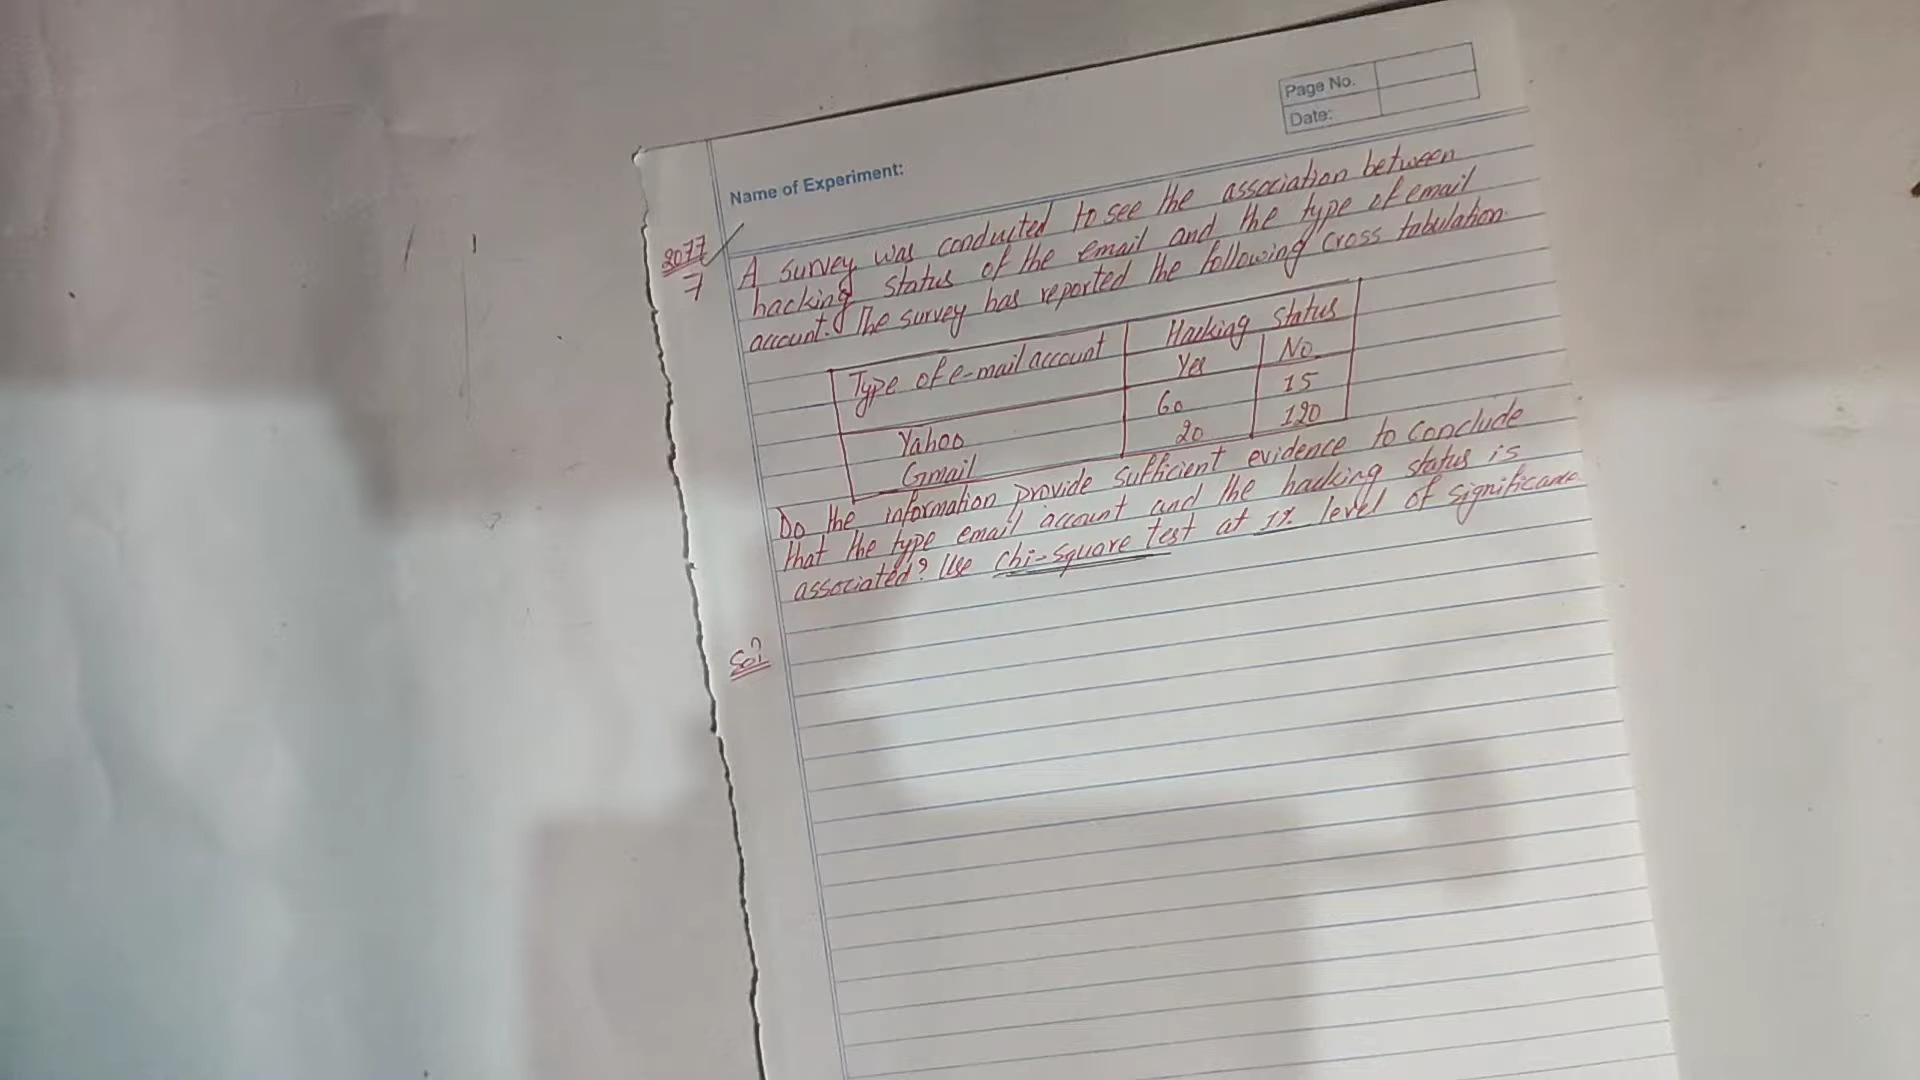 Page No.
Date:
Name of Experiment:
2077
7
A survey was conducted to see the association between
hacking status of the email and the type of email
account. The survey has reported the following cross tabulation.
Type of e-mail account Hacking Status
Yes No
Yahoo 60 15
Gmail 20 120
Do the information provide sufficient evidence to conclude
that the type email account and the hacking status is
associated? Use Chi-Square test at 1% level of significance
Sol